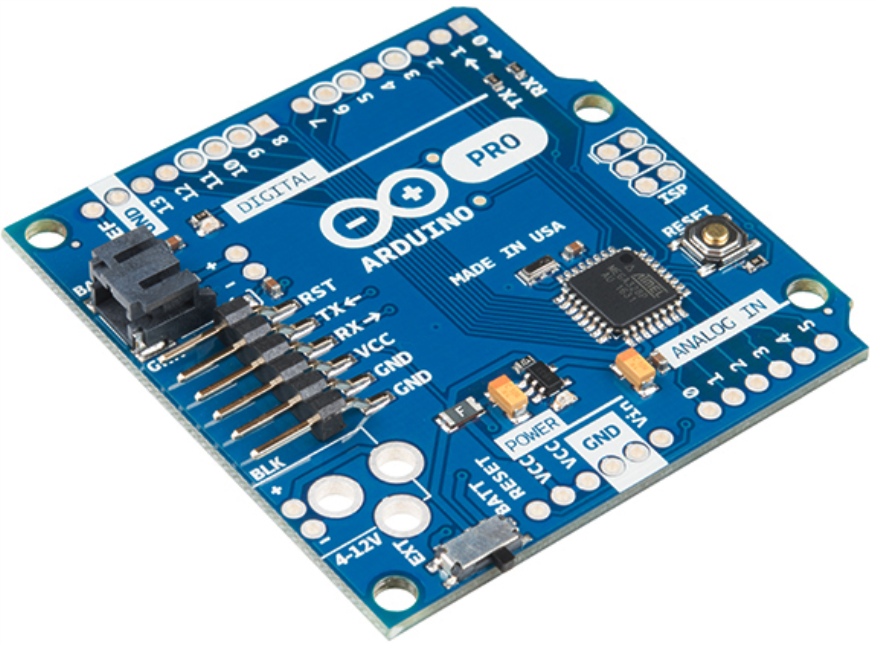 0
1
2
3
4
5
6
7
8
9
10
11
12
13
GND
RX
TX
DIGITAL
PRO
ARDUINO
MADE IN USA
ISP
RESET
ATMEL
ANALOG IN
0
1
2
3
4
5
RST
TX
RX
VCC
GND
GND
BLK
F
POWER
Vin
GND
VCC
VCC
RESET
BATT
EXT
+
-
+
-
4-12V